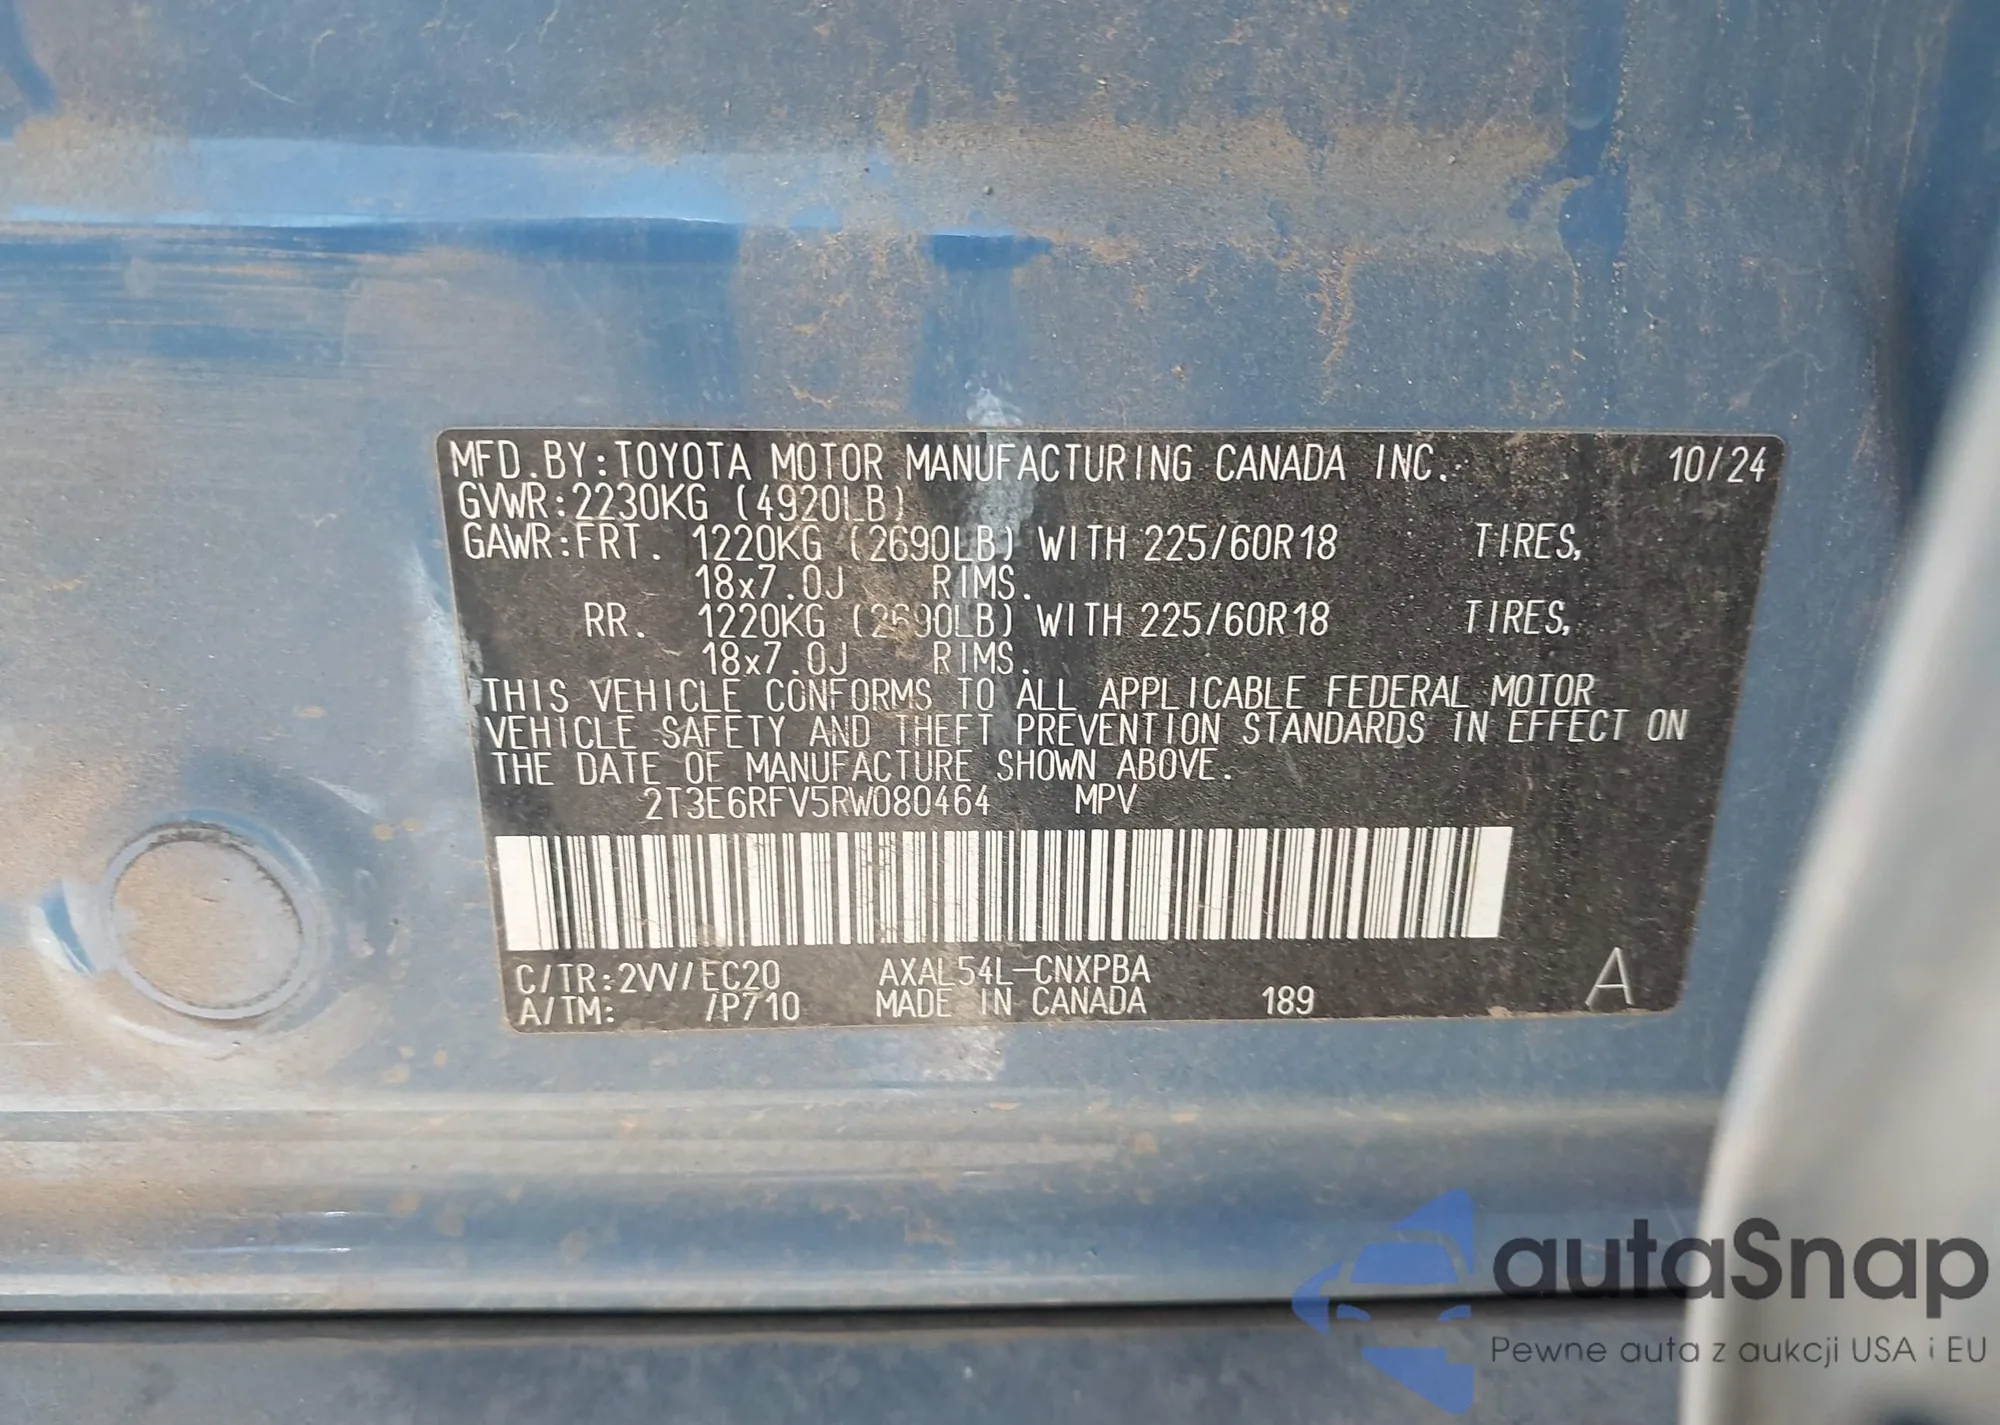 MFD.BY:TOYOTA MOTOR MANUFACTURING CANADA INC. 10/24
GVWR:2230KG (4920LB)
GAWR:FRT. 1220KG (2690LB) WITH 225/60R18 TIRES,
18x7.0J RIMS.
RR. 1220KG (2690LB) WITH 225/60R18 TIRES,
18x7.0J RIMS.
THIS VEHICLE CONFORMS TO ALL APPLICABLE FEDERAL MOTOR
VEHICLE SAFETY AND THEFT PREVENTION STANDARDS IN EFFECT ON
THE DATE OF MANUFACTURE SHOWN ABOVE.
2T3E6RFV5RW080464 MPV
C/TR:2VV/EC20 AXAL54L-CNXPBA
A/TM: /P710 MADE IN CANADA 189 A
autaSnap
Pewne auta z aukcji USA i EU